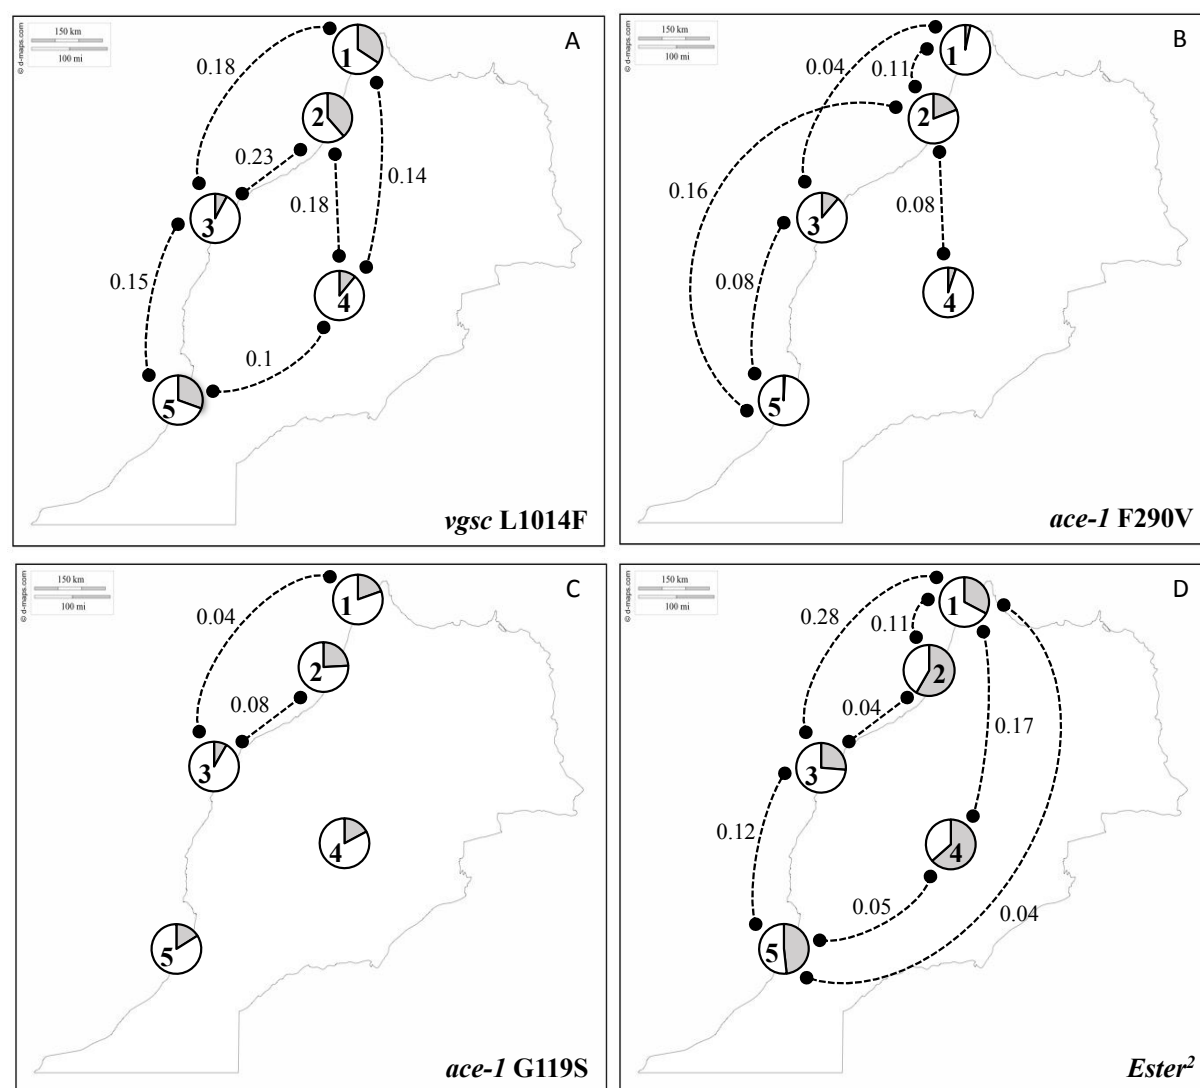 150 km
100 mi
© d-maps.com
A
1
0.18
2
0.23
0.14
0.18
3
0.15
4
0.1
5
vgsc L1014F
150 km
100 mi
© d-maps.com
B
1
0.04
0.11
2
0.16
0.08
3
0.08
4
5
ace-1 F290V
150 km
100 mi
© d-maps.com
C
1
0.04
2
0.08
3
4
5
ace-1 G119S
150 km
100 mi
© d-maps.com
D
1
0.28
0.11
2
0.04
0.17
3
0.12
4
0.05
0.04
5
Ester²